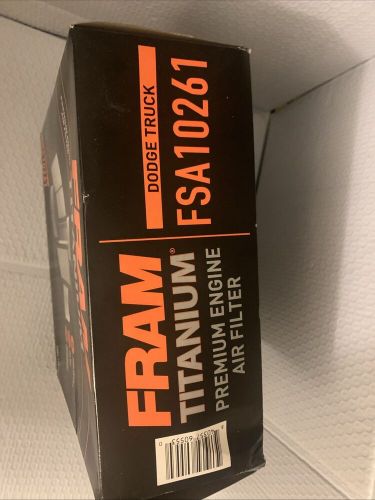 FRAM
TITANIUM®
PREMIUM ENGINE
AIR FILTER
DODGE TRUCK
FSA10261